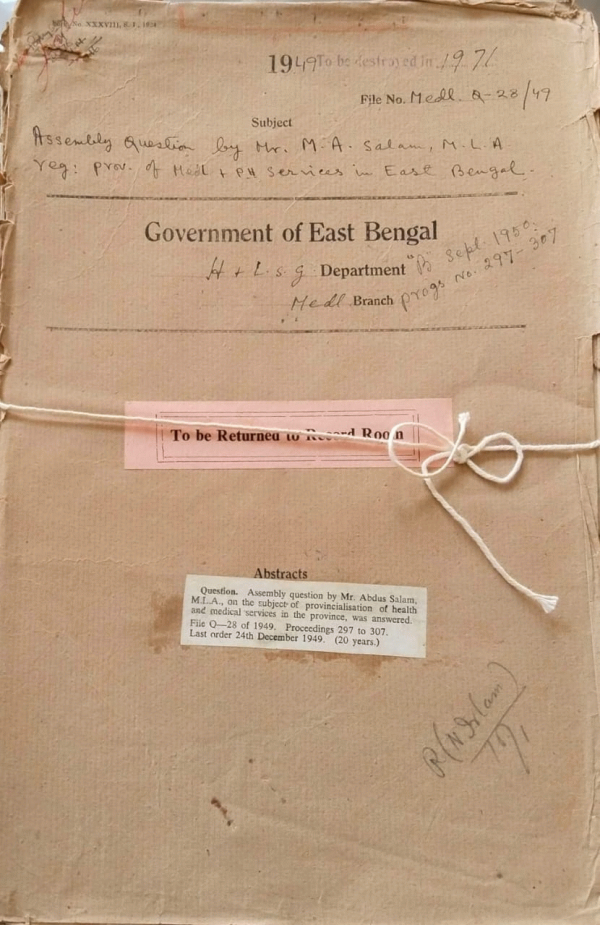 No. XXXVIII,
1949 To be destroyed in 1971
File No. Medl. Q-28/49
Subject
Assembly Question by Mr. M.A. Salam, M.L.A
reg: prov. of Medl + PH Services in East Bengal.
Government of East Bengal
H + L.S.G Department "B" Sept. 1950.
Medl Branch progs No. 297-307
To be Returned to Record Room
Abstracts
Question. Assembly question by Mr. Abdus Salam,
M.L.A., on the subject of provincialisation of health
and medical services in the province, was answered.
File Q—28 of 1949. Proceedings 297 to 307.
Last order 24th December 1949. (20 years.)